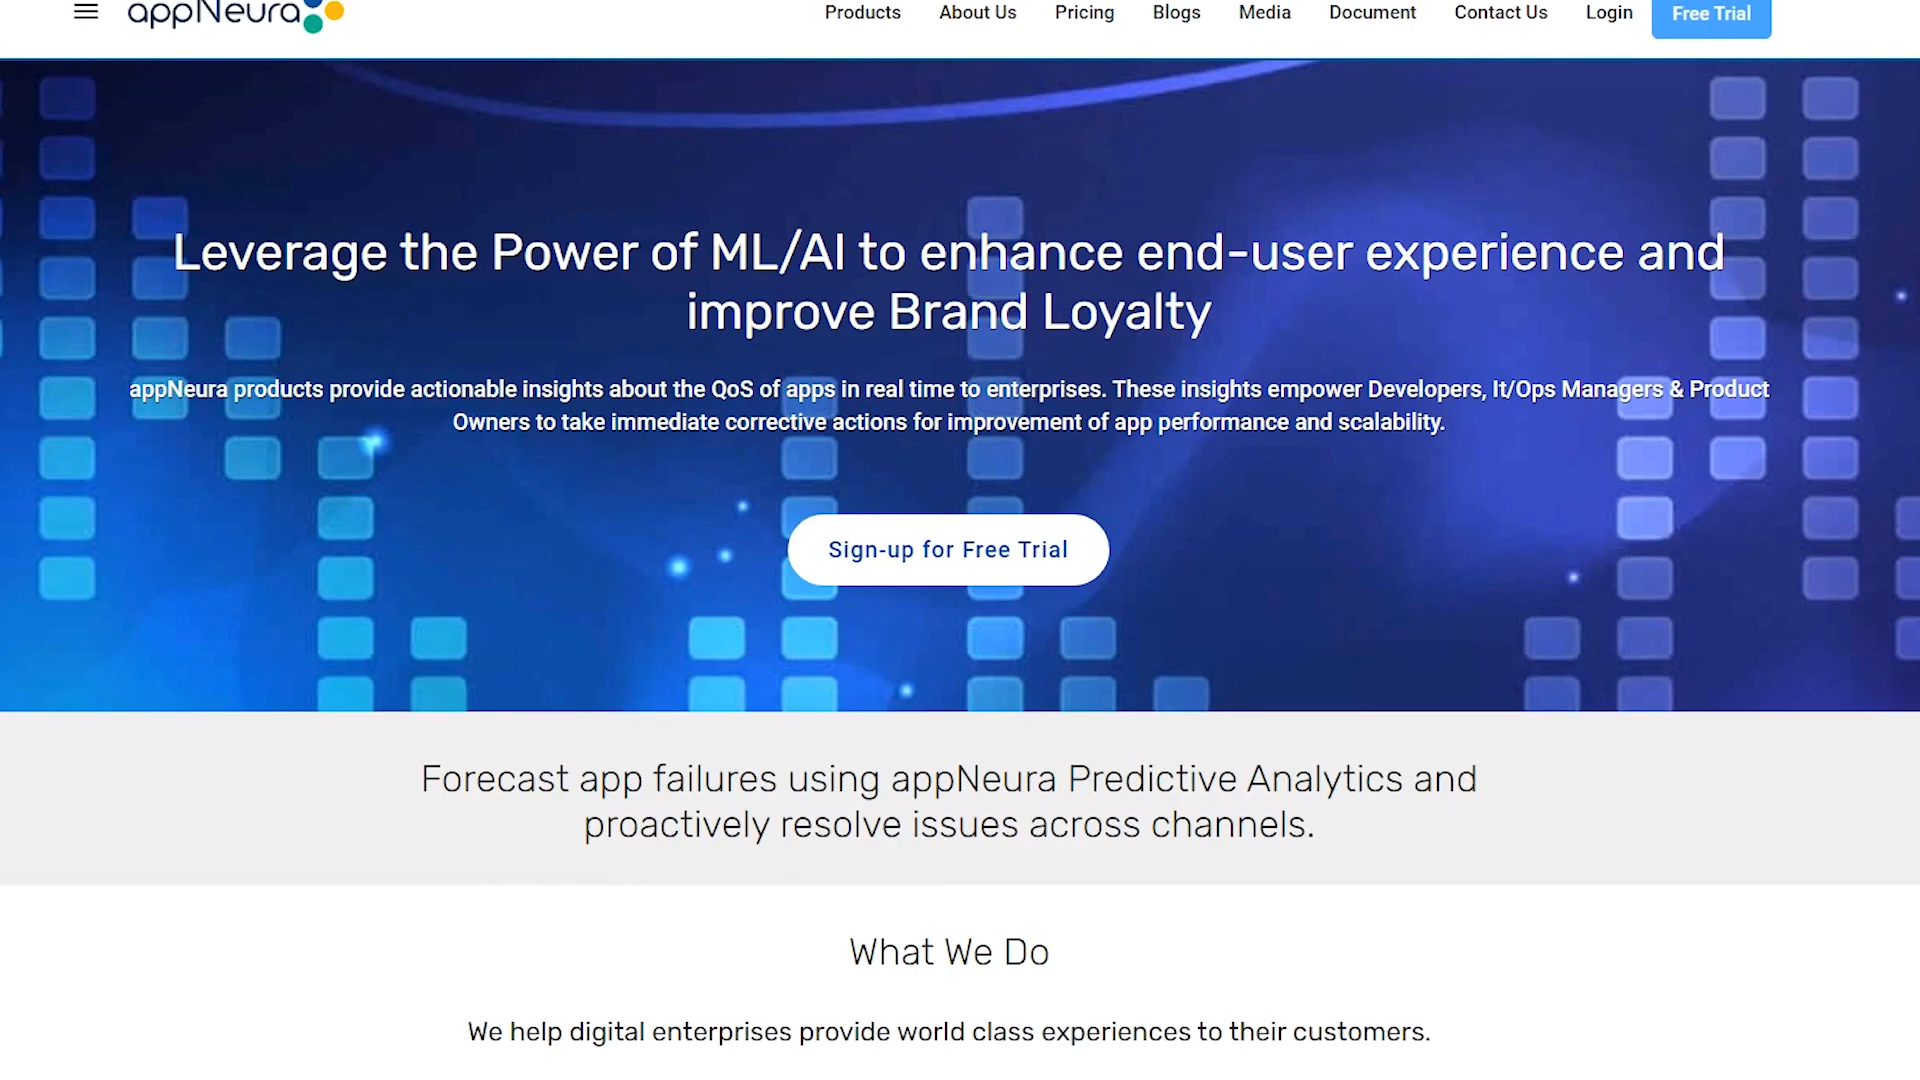 appNeura
Products About Us Pricing Blogs Media Document Contact Us Login Free Trial
Leverage the Power of ML/AI to enhance end-user experience and
improve Brand Loyalty
appNeura products provide actionable insights about the QoS of apps in real time to enterprises. These insights empower Developers, It/Ops Managers & Product
Owners to take immediate corrective actions for improvement of app performance and scalability.
Sign-up for Free Trial
Forecast app failures using appNeura Predictive Analytics and
proactively resolve issues across channels.
What We Do
We help digital enterprises provide world class experiences to their customers.